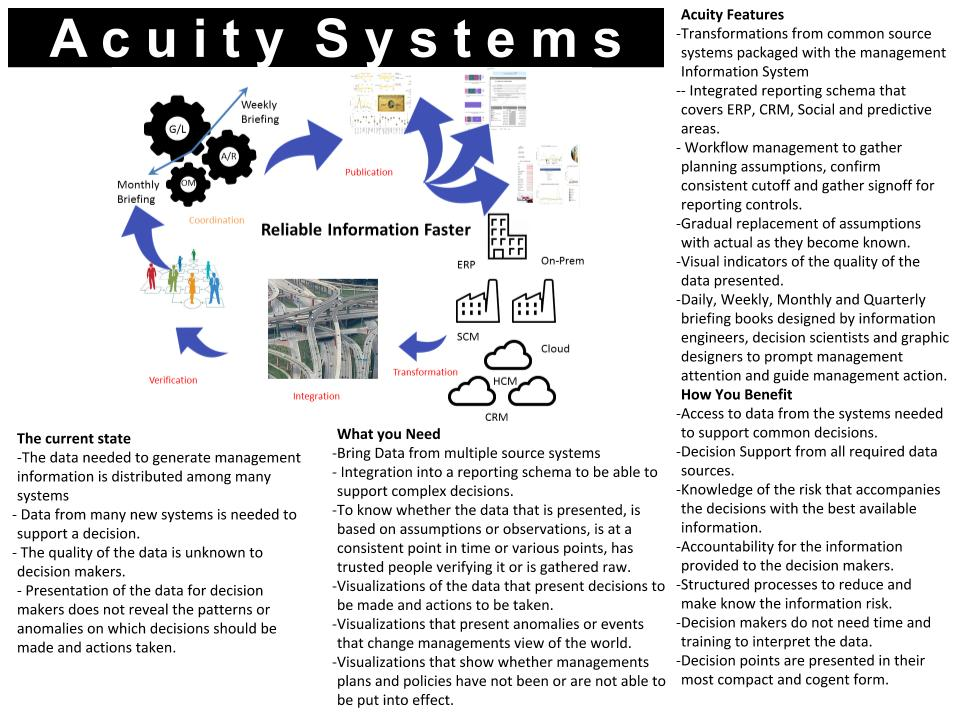 Acuity Systems
Weekly
Briefing
G/L
A/R
OM
Monthly
Briefing
Coordination
Publication
Reliable Information Faster
ERP
On-Prem
SCM
Cloud
HCM
CRM
Transformation
Integration
Verification
The current state
-The data needed to generate management
information is distributed among many
systems
- Data from many new systems is needed to
support a decision.
- The quality of the data is unknown to
decision makers.
- Presentation of the data for decision
makers does not reveal the patterns or
anomalies on which decisions should be
made and actions taken.
What you Need
-Bring Data from multiple source systems
- Integration into a reporting schema to be able to
support complex decisions.
-To know whether the data that is presented, is
based on assumptions or observations, is at a
consistent point in time or various points, has
trusted people verifying it or is gathered raw.
-Visualizations of the data that present decisions to
be made and actions to be taken.
-Visualizations that present anomalies or events
that change managements view of the world.
-Visualizations that show whether managements
plans and policies have not been or are not able to
be put into effect.
Acuity Features
-Transformations from common source
systems packaged with the management
Information System
-- Integrated reporting schema that
covers ERP, CRM, Social and predictive
areas.
- Workflow management to gather
planning assumptions, confirm
consistent cutoff and gather signoff for
reporting controls.
-Gradual replacement of assumptions
with actual as they become known.
-Visual indicators of the quality of the
data presented.
-Daily, Weekly, Monthly and Quarterly
briefing books designed by information
engineers, decision scientists and graphic
designers to prompt management
attention and guide management action.
How You Benefit
-Access to data from the systems needed
to support common decisions.
-Decision Support from all required data
sources.
-Knowledge of the risk that accompanies
the decisions with the best available
information.
-Accountability for the information
provided to the decision makers.
-Structured processes to reduce and
make know the information risk.
-Decision makers do not need time and
training to interpret the data.
-Decision points are presented in their
most compact and cogent form.